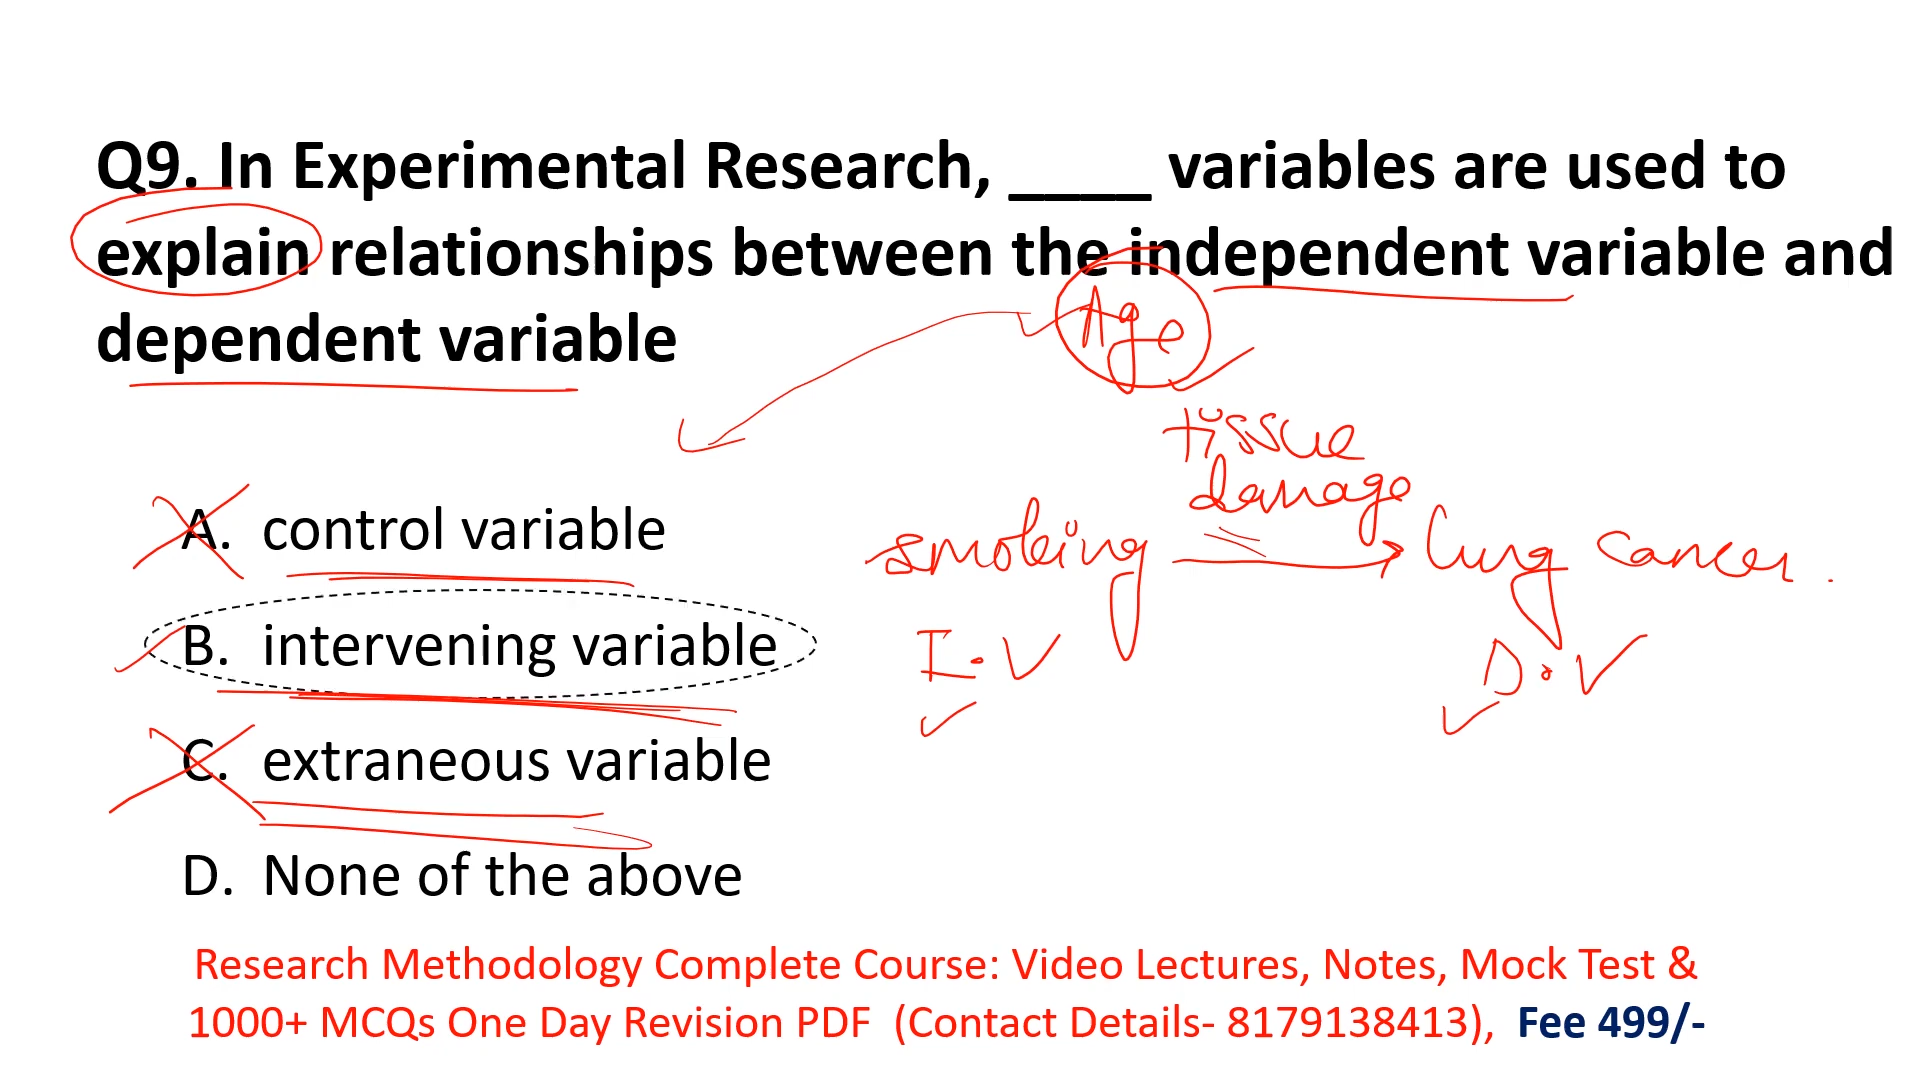 Q9. In Experimental Research, ____ variables are used to
explain relationships between the independent variable and
dependent variable
Age
tissue
damage
A. control variable
smoking
lung cancer.
B. intervening variable
I.V
D.V
C. extraneous variable
D. None of the above
Research Methodology Complete Course: Video Lectures, Notes, Mock Test &
1000+ MCQs One Day Revision PDF (Contact Details- 8179138413), Fee 499/-